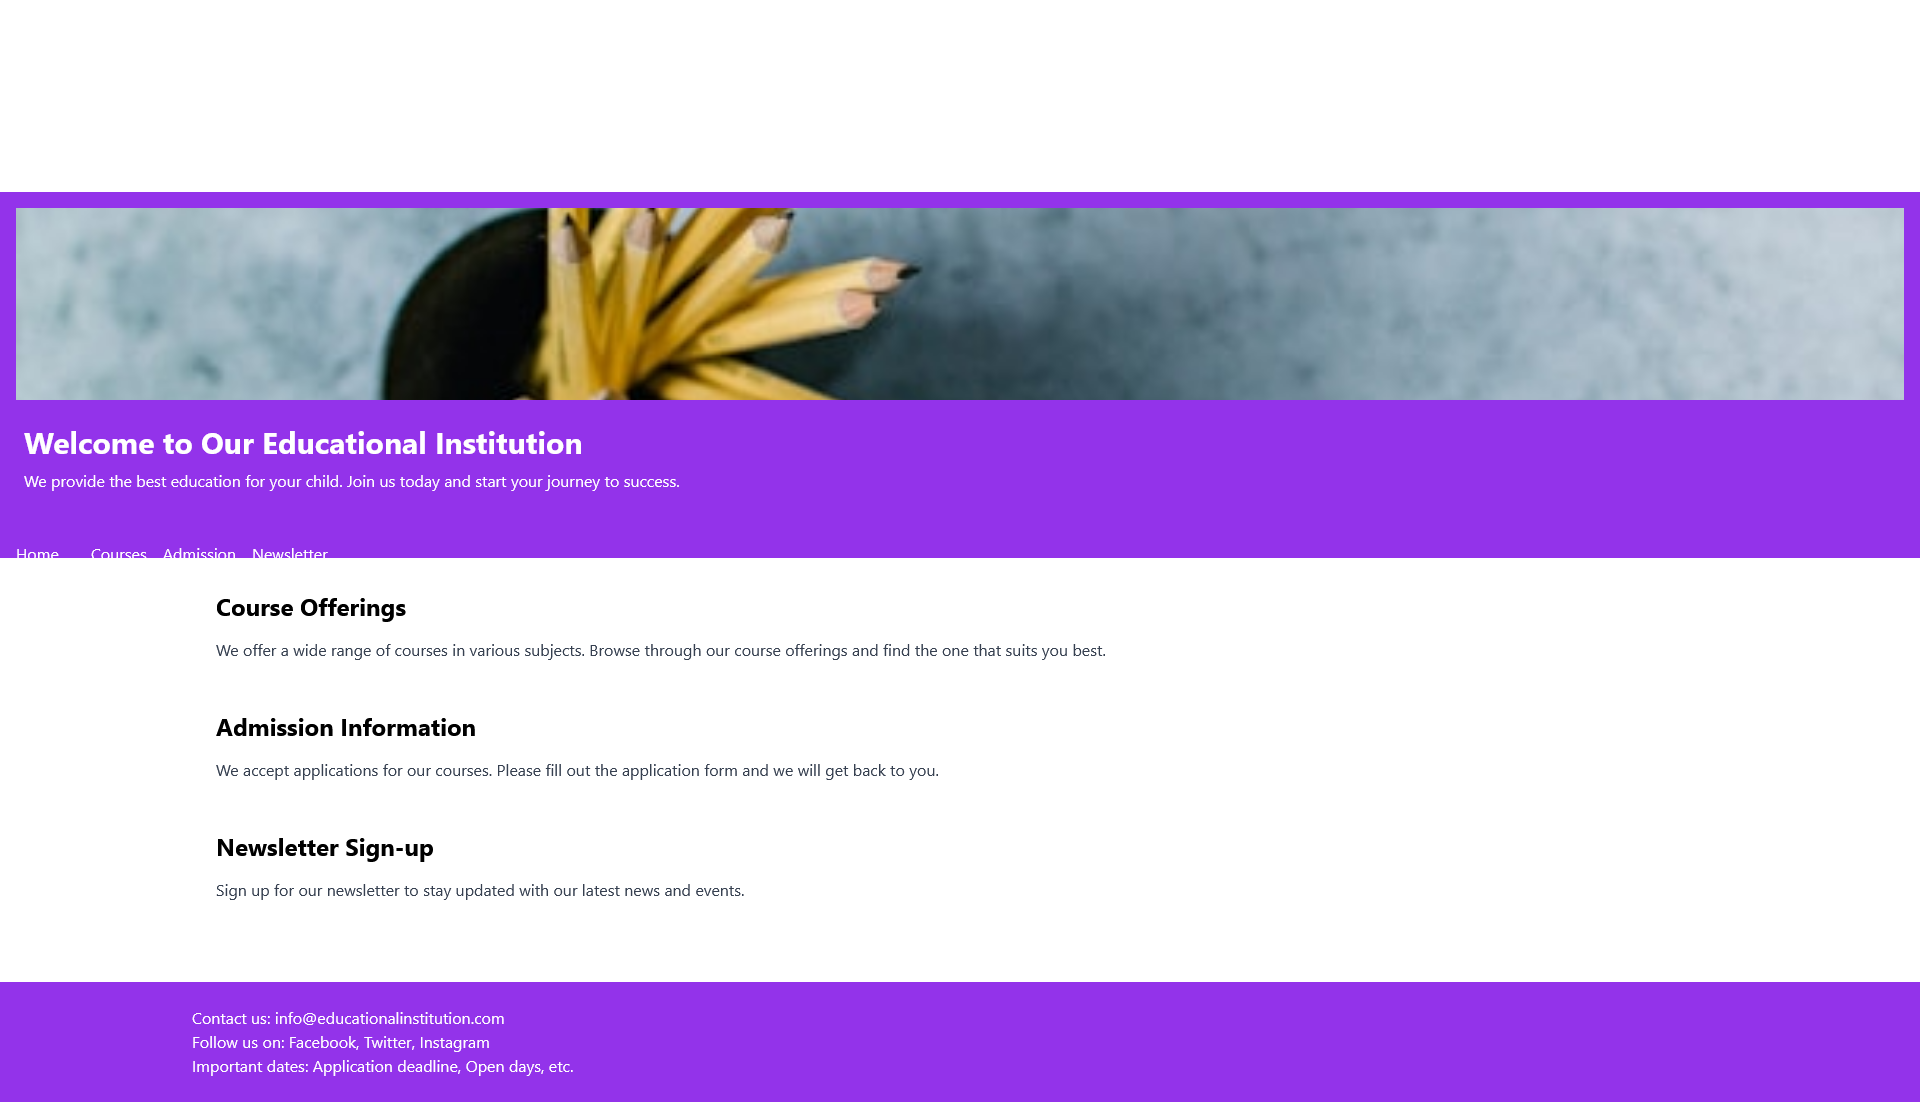 Welcome to Our Educational Institution
We provide the best education for your child. Join us today and start your journey to success.
Home Courses Admission Newsletter
Course Offerings
We offer a wide range of courses in various subjects. Browse through our course offerings and find the one that suits you best.
Admission Information
We accept applications for our courses. Please fill out the application form and we will get back to you.
Newsletter Sign-up
Sign up for our newsletter to stay updated with our latest news and events.
Contact us: info@educationalinstitution.com
Follow us on: Facebook, Twitter, Instagram
Important dates: Application deadline, Open days, etc.